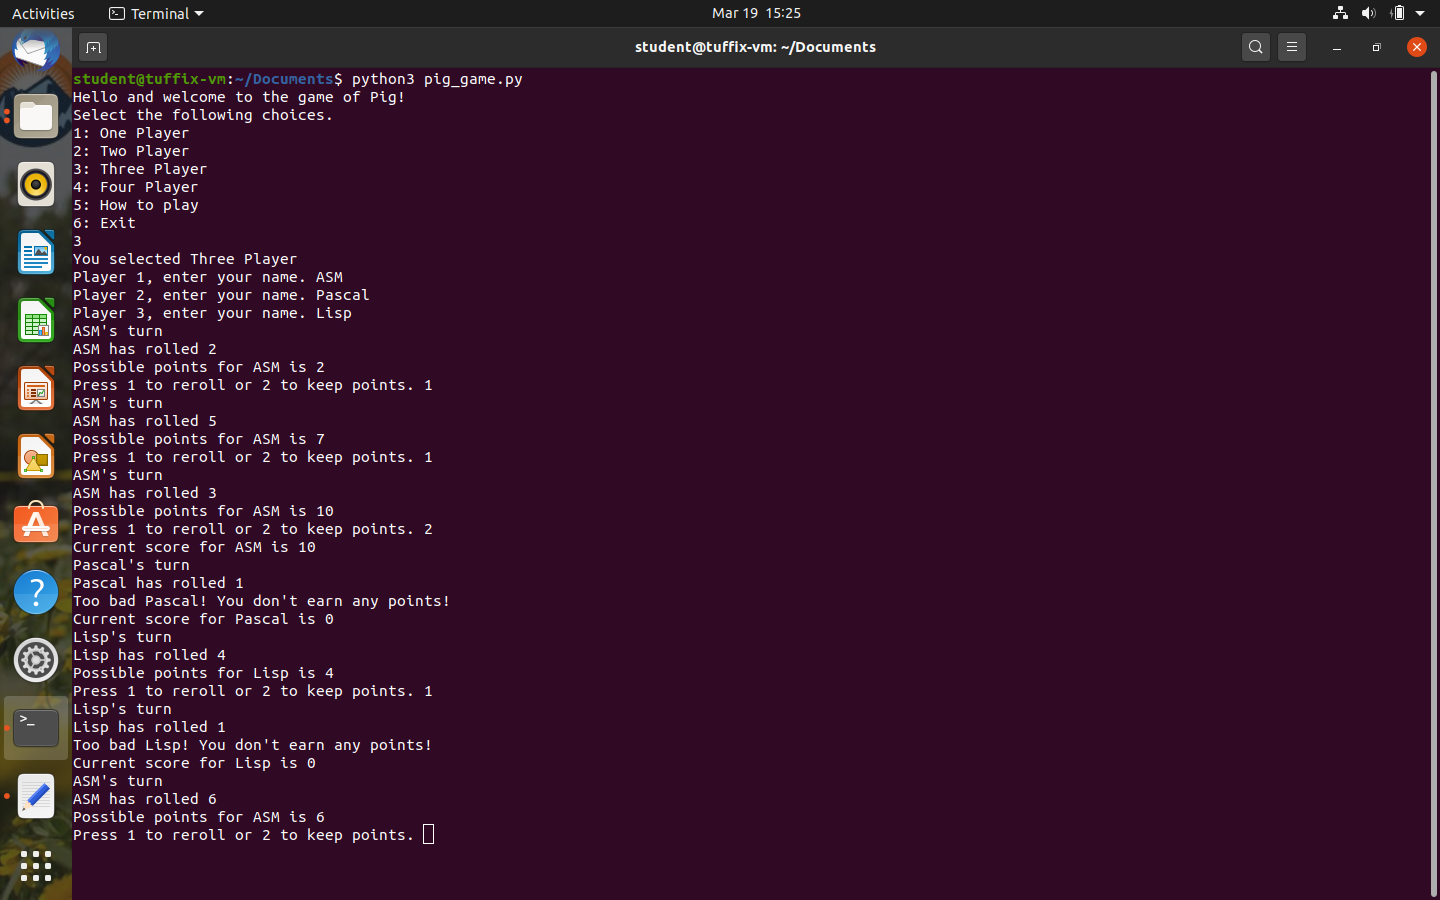 Activities
Terminal
Mar 19 15:25
student@tuffix-vm: ~/Documents
student@tuffix-vm:~/Documents$ python3 pig_game.py
Hello and welcome to the game of Pig!
Select the following choices.
1: One Player
2: Two Player
3: Three Player
4: Four Player
5: How to play
6: Exit
3
You selected Three Player
Player 1, enter your name. ASM
Player 2, enter your name. Pascal
Player 3, enter your name. Lisp
ASM's turn
ASM has rolled 2
Possible points for ASM is 2
Press 1 to reroll or 2 to keep points. 1
ASM's turn
ASM has rolled 5
Possible points for ASM is 7
Press 1 to reroll or 2 to keep points. 1
ASM's turn
ASM has rolled 3
Possible points for ASM is 10
Press 1 to reroll or 2 to keep points. 2
Current score for ASM is 10
Pascal's turn
Pascal has rolled 1
Too bad Pascal! You don't earn any points!
Current score for Pascal is 0
Lisp's turn
Lisp has rolled 4
Possible points for Lisp is 4
Press 1 to reroll or 2 to keep points. 1
Lisp's turn
Lisp has rolled 1
Too bad Lisp! You don't earn any points!
Current score for Lisp is 0
ASM's turn
ASM has rolled 6
Possible points for ASM is 6
Press 1 to reroll or 2 to keep points.